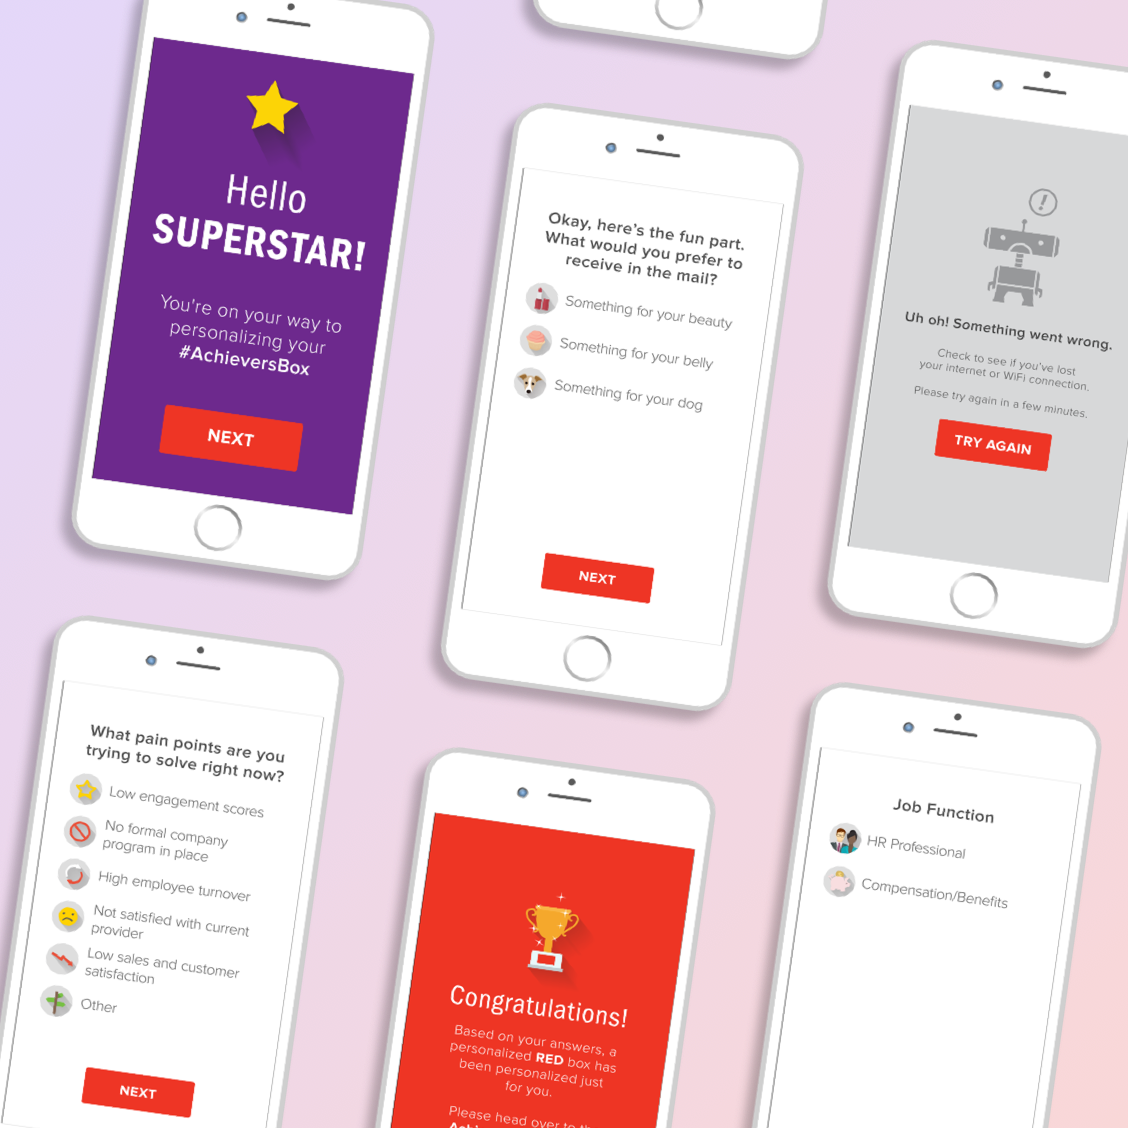 Hello
SUPERSTAR!
You're on your way to
personalizing your
#AchieversBox
NEXT
Okay, here's the fun part.
What would you prefer to
receive in the mail?
Something for your beauty
Something for your belly
Something for your dog
NEXT
!
Uh oh! Something went wrong.
Check to see if you've lost
your internet or WiFi connection.
Please try again in a few minutes.
TRY AGAIN
What pain points are you
trying to solve right now?
Low engagement scores
No formal company
program in place
High employee turnover
Not satisfied with current
provider
Low sales and customer
satisfaction
Other
NEXT
Congratulations!
Based on your answers, a
personalized RED box has
been personalized just
for you.
Please head over to
Job Function
HR Professional
Compensation/Benefits